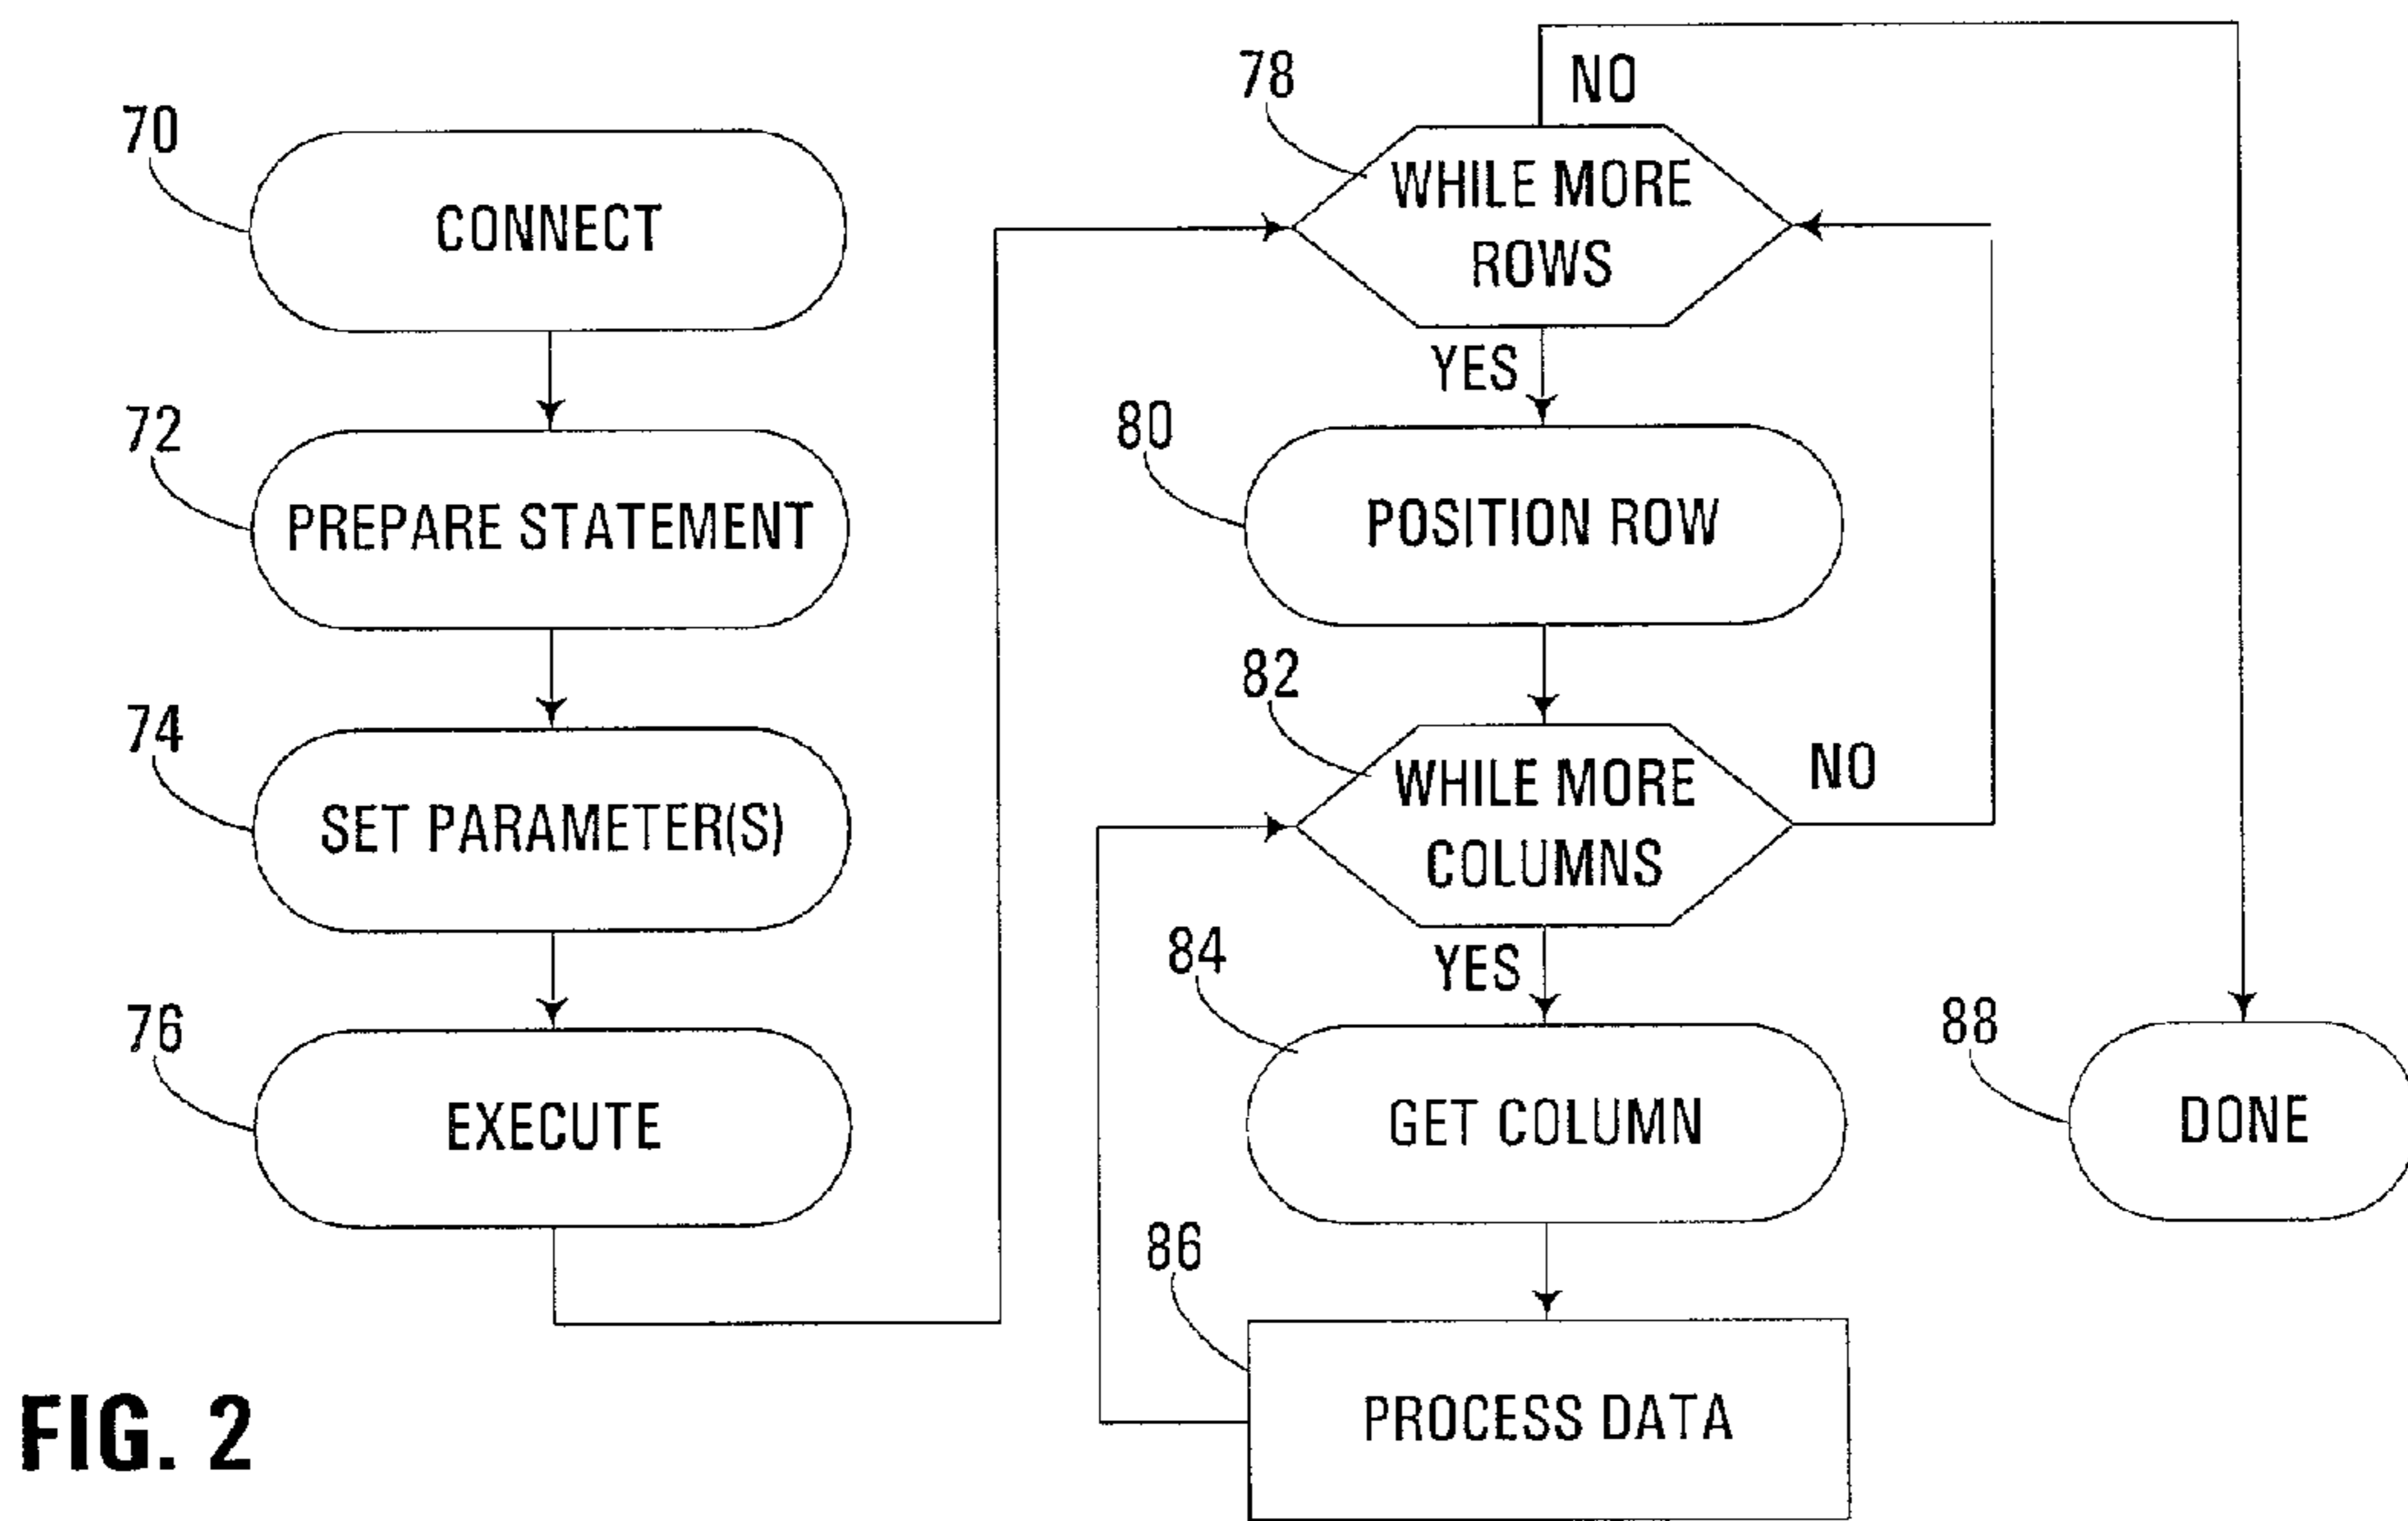 70
CONNECT
72
PREPARE STATEMENT
74
SET PARAMETER(S)
76
EXECUTE
78
NO
WHILE MORE
ROWS
YES
80
POSITION ROW
82
WHILE MORE
COLUMNS
NO
YES
84
GET COLUMN
86
PROCESS DATA
88
DONE
FIG. 2